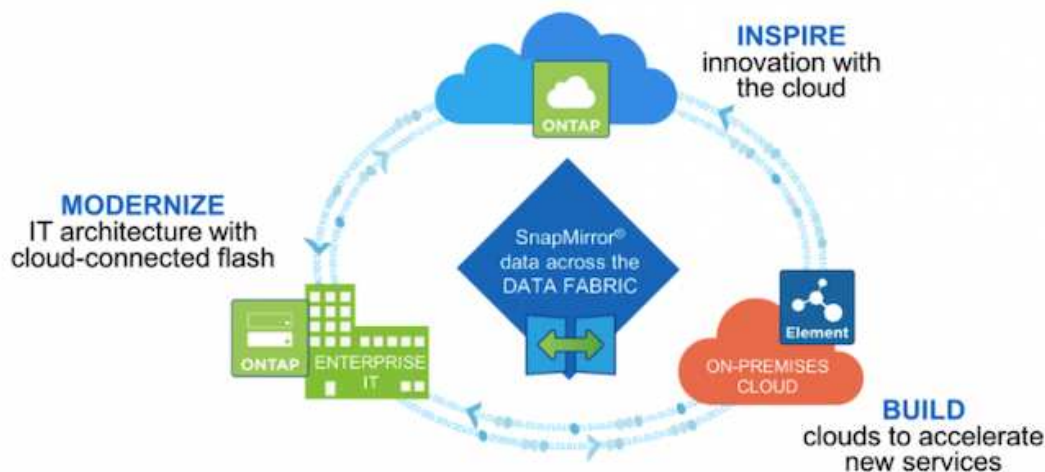 INSPIRE
innovation with
the cloud
ONTAP
MODERNIZE
IT architecture with
cloud-connected flash
SnapMirror®
data across the
DATA FABRIC
ONTAP
ENTERPRISE
IT
Element
ON-PREMISES
CLOUD
BUILD
clouds to accelerate
new services